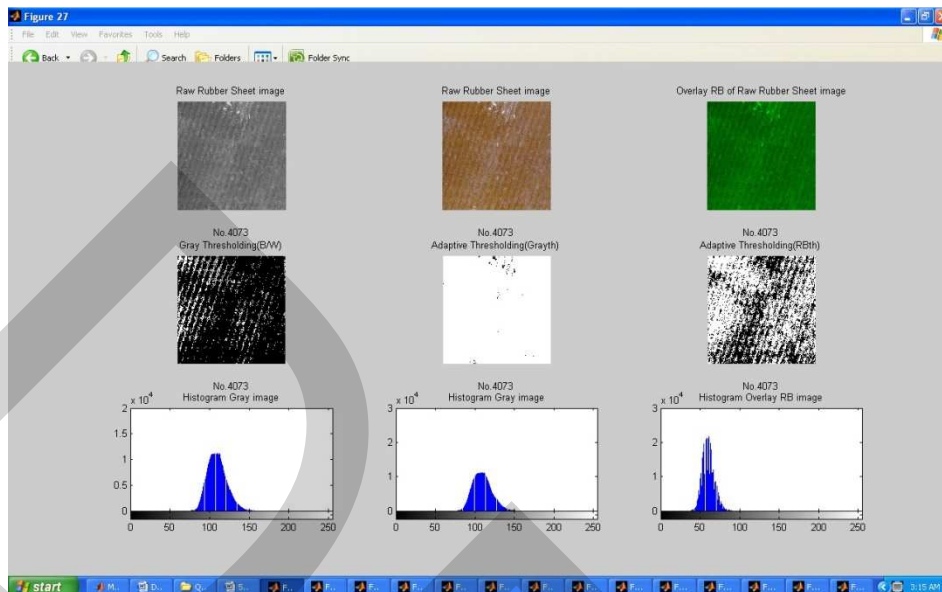 Figure 27
File Edit View Favorites Tools Help
Back Search Folders Folder Sync
Raw Rubber Sheet image
Raw Rubber Sheet image
Overlay RB of Raw Rubber Sheet image
No.4073
Gray Thresholding(B/W)
No.4073
Adaptive Thresholding(Grayth)
No.4073
Adaptive Thresholding(RBth)
No.4073
Histogram Gray image
x 10^4
2
1.5
1
0.5
0
0 50 100 150 200 250
No.4073
Histogram Gray image
x 10^4
3
2
1
0
0 50 100 150 200 250
No.4073
Histogram Overlay RB image
x 10^4
3
2
1
0
0 50 100 150 200 250
start M... D... Q... S... F... F... F... F... F... F... F... F... F... F... F... F... F... F... 3:15 AM